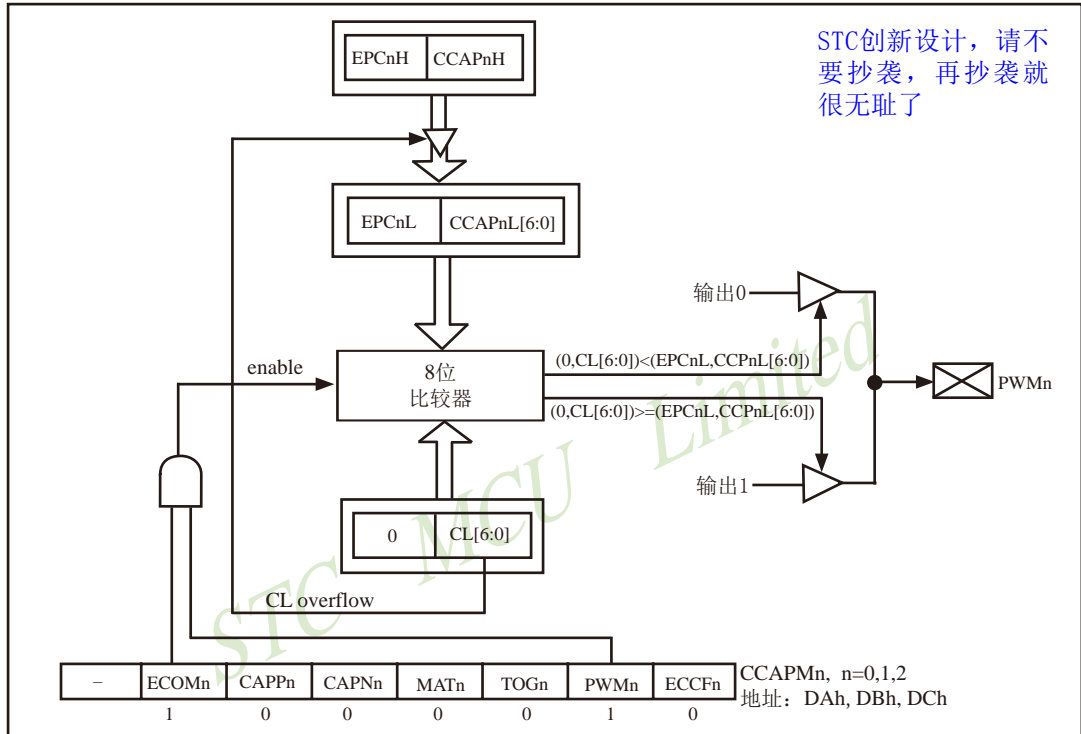 STC创新设计，请不
要抄袭，再抄袭就
很无耻了
EPCnH CCAPnH
EPCnL CCAPnL[6:0]
输出0
enable
8位
比较器
(0,CL[6:0])<(EPCnL,CCPnL[6:0])
(0,CL[6:0])>=(EPCnL,CCPnL[6:0])
PWMn
输出1
0 CL[6:0]
CL overflow
STC MCU Limited
– ECOMn CAPPn CAPNn MATn TOGn PWMn ECCFn
CCAPMn, n=0,1,2
地址：DAh, DBh, DCh
1 0 0 0 0 1 0